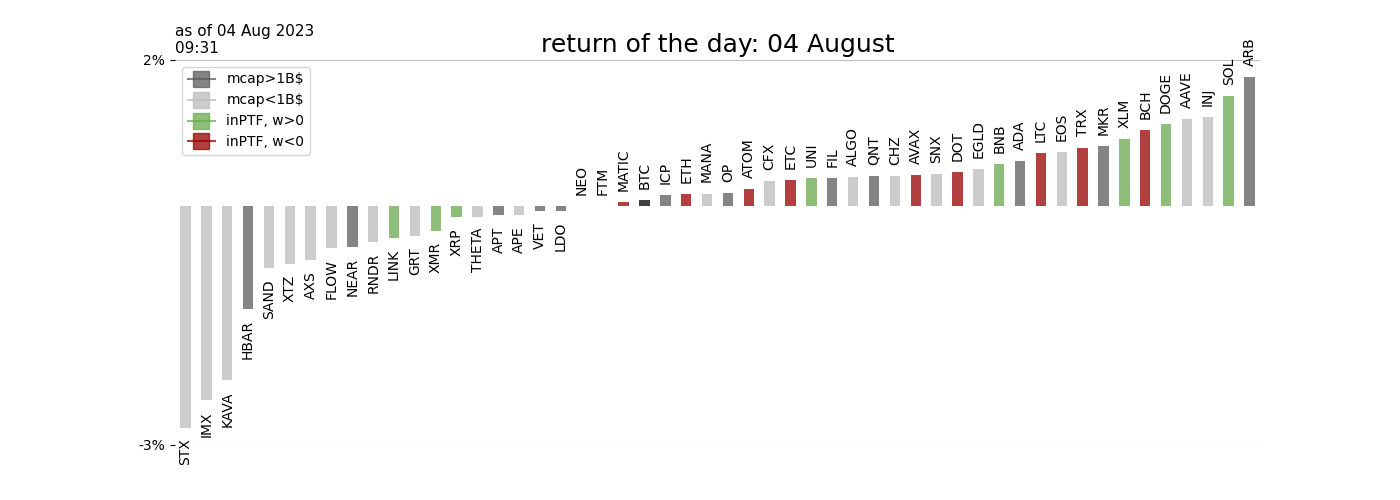 as of 04 Aug 2023
09:31
return of the day: 04 August
2%
-3%
mcap>1B$
mcap<1B$
inPTF, w>0
inPTF, w<0
STX
IMX
KAVA
HBAR
SAND
XTZ
AXS
FLOW
NEAR
RNDR
LINK
GRT
XMR
XRP
THETA
APT
APE
VET
LDO
NEO
FTM
MATIC
BTC
ICP
ETH
MANA
OP
ATOM
CFX
ETC
UNI
FIL
ALGO
QNT
CHZ
AVAX
SNX
DOT
EGLD
BNB
ADA
LTC
EOS
TRX
MKR
XLM
BCH
DOGE
AAVE
INJ
SOL
ARB